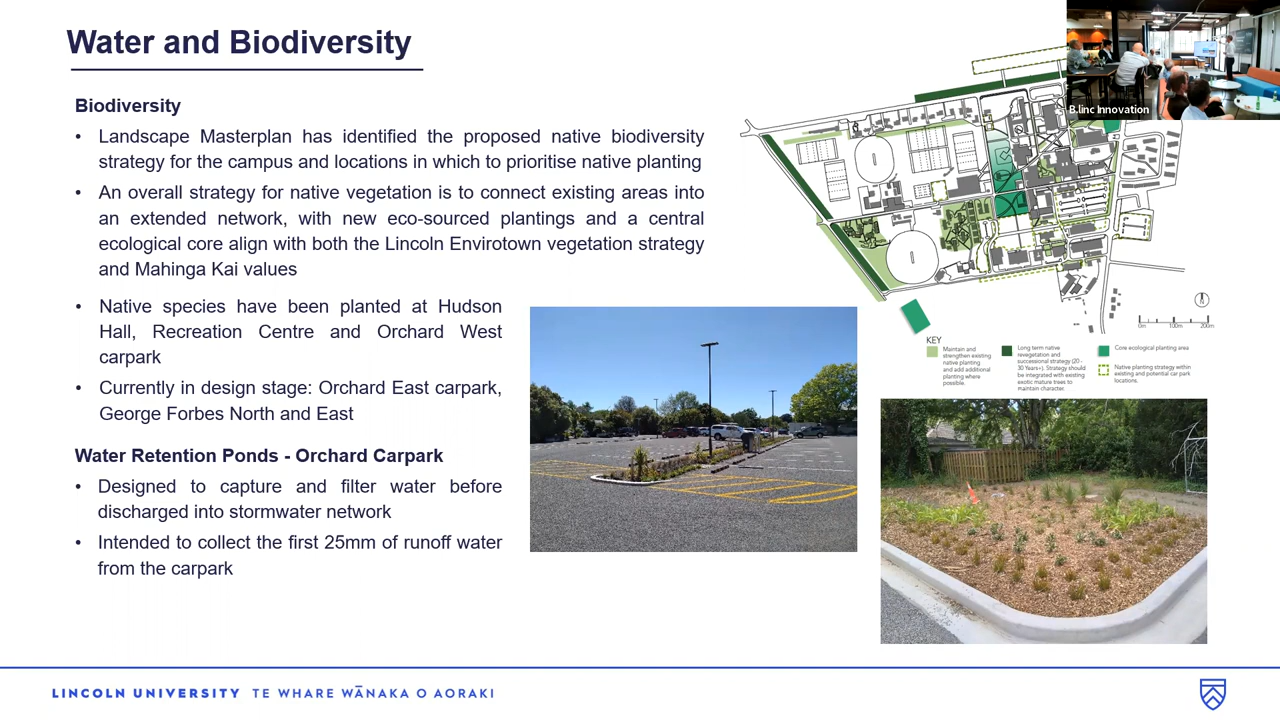 Water and Biodiversity
B.linc Innovation
Biodiversity
• Landscape Masterplan has identified the proposed native biodiversity
strategy for the campus and locations in which to prioritise native planting
• An overall strategy for native vegetation is to connect existing areas into
an extended network, with new eco-sourced plantings and a central
ecological core align with both the Lincoln Envirotown vegetation strategy
and Mahinga Kai values
• Native species have been planted at Hudson
Hall, Recreation Centre and Orchard West
carpark
• Currently in design stage: Orchard East carpark,
George Forbes North and East
Water Retention Ponds - Orchard Carpark
• Designed to capture and filter water before
discharged into stormwater network
• Intended to collect the first 25mm of runoff water
from the carpark
0m 100m 200m
KEY
Maintain and
strengthen existing
native planting
and add additional
planting where
possible.
Long term native
revegetation and
successional strategy (20 -
30 Years+). Strategy should
be integrated with existing
exotic mature trees to
maintain character.
Core ecological planting area
Native planting strategy within
existing and potential car park
locations.
LINCOLN UNIVERSITY TE WHARE WĀNAKA O AORAKI